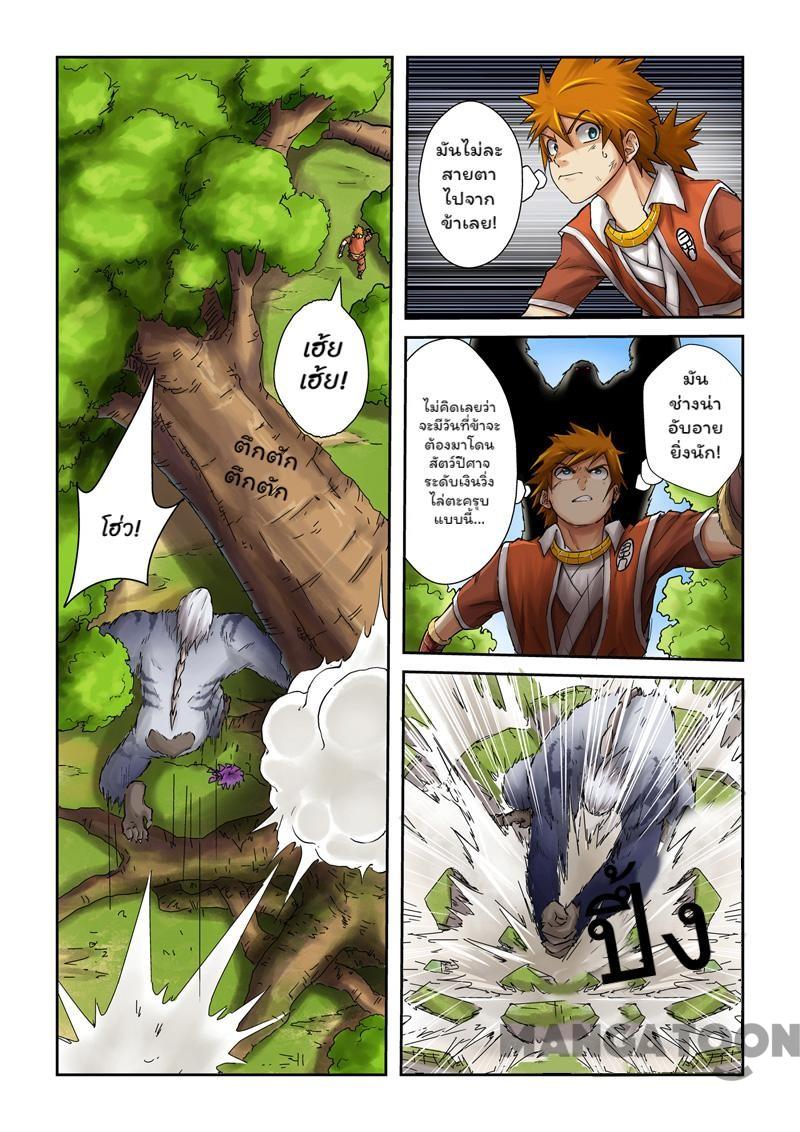 เฮ้ย
เฮ้ย!
ตึกตัก
ตึกตัก
โฮ่ว!
มันไม่ละ
สายตา
ไปจาก
ข้าเลย!
ไม่คิดเลยว่า
จะมีวันที่ข้าจะ
ต้องมาโดน
สัตว์ปีศาจ
ระดับเงินวิ่ง
ไล่ตะครุบ
แบบนี้...
มัน
ช่างน่า
อับอาย
ยิ่งนัก!
ปึ้ง
MANGATOON